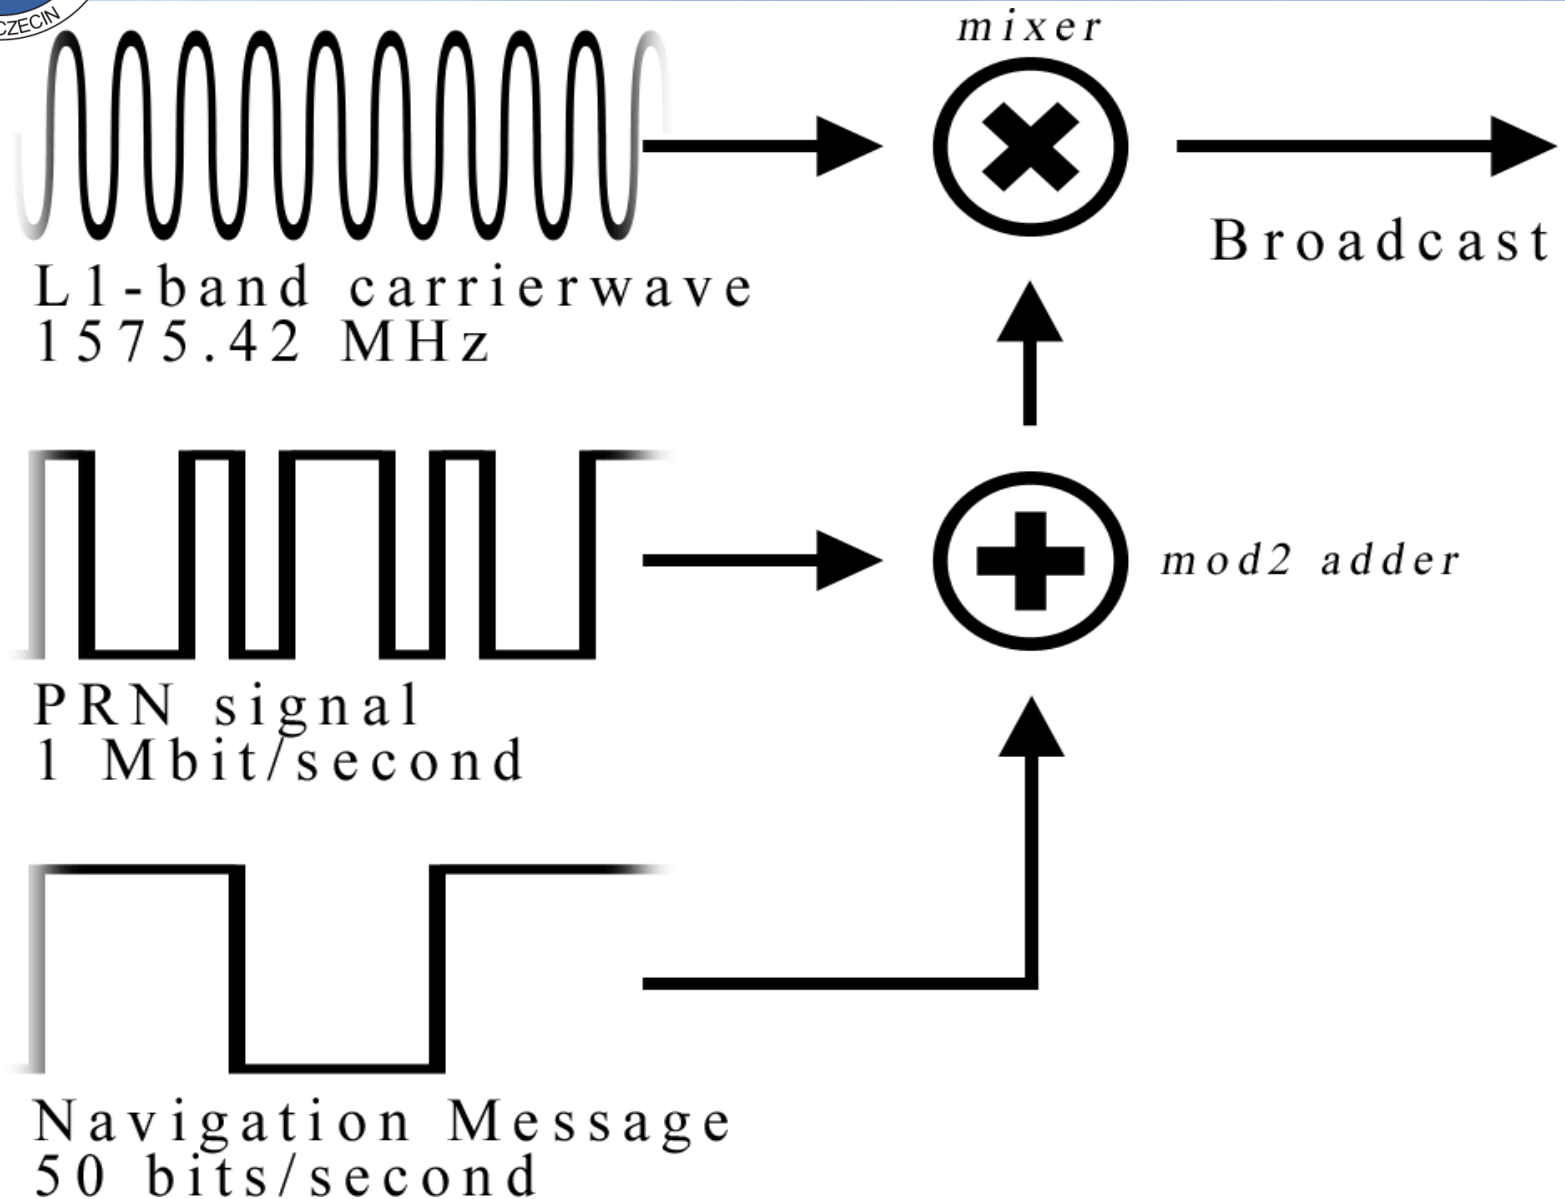 CZECIN
mixer
Broadcast
L1-band carrierwave
1575.42 MHz
mod2 adder
PRN signal
1 Mbit/second
Navigation Message
50 bits/second